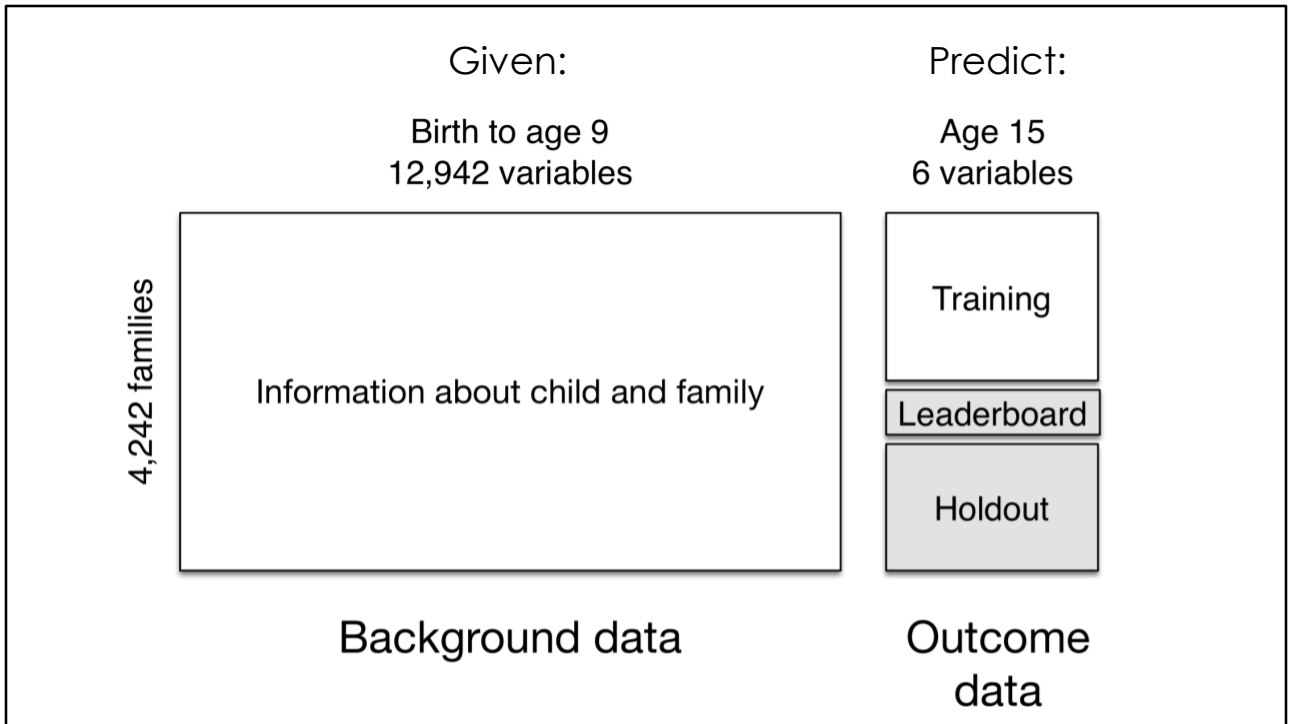 Given:
Birth to age 9
12,942 variables
4,242 families
Information about child and family
Background data
Predict:
Age 15
6 variables
Training
Leaderboard
Holdout
Outcome
data